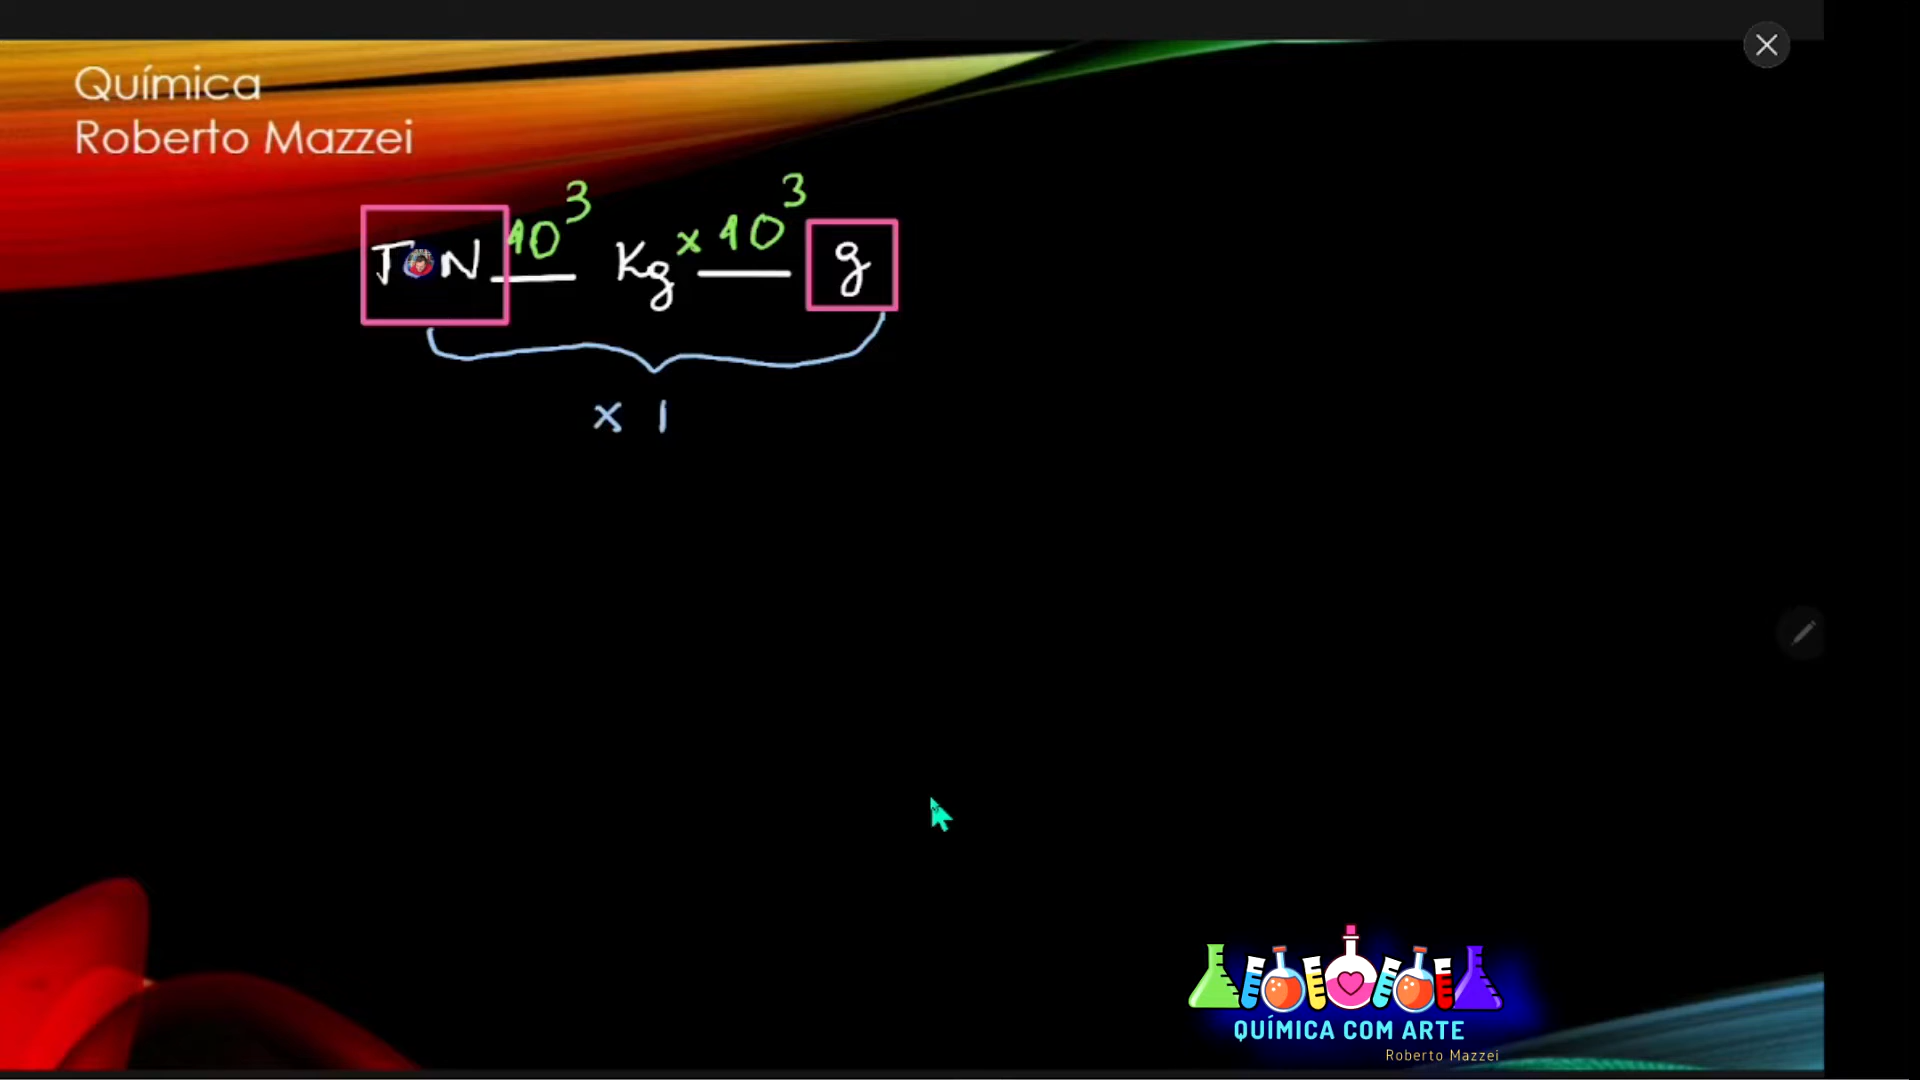 Química
Roberto Mazzei
TON 10³ Kg x 10³ g
x 1
QUÍMICA COM ARTE
Roberto Mazzei